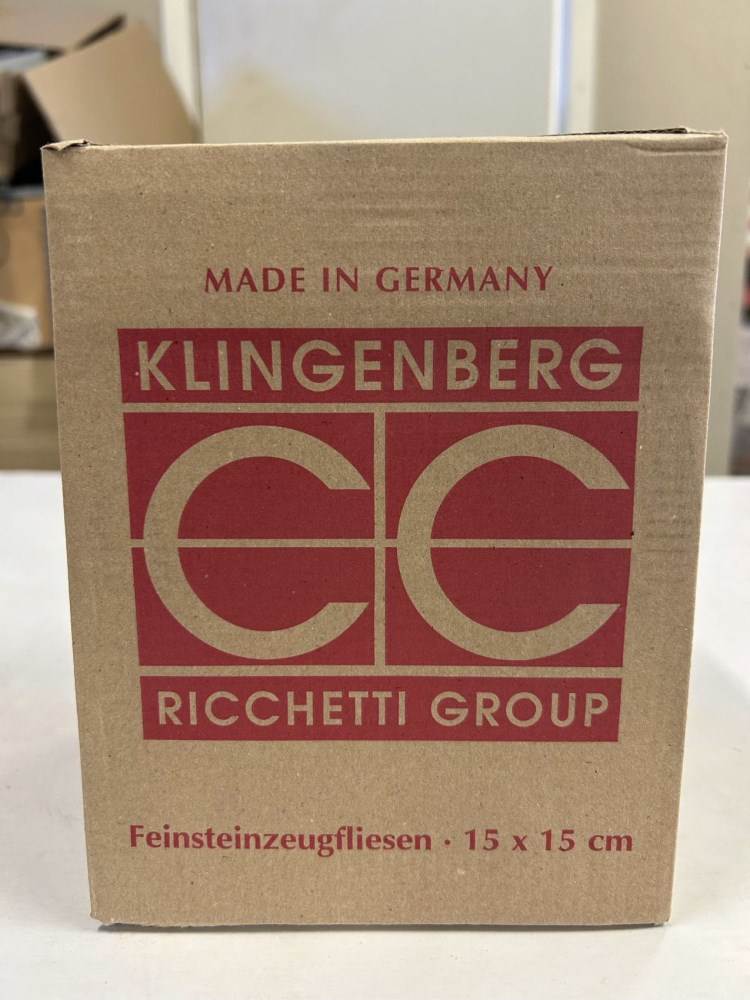 MADE IN GERMANY
KLINGENBERG
CC
RICCHETTI GROUP
Feinsteinzeugfliesen · 15 x 15 cm